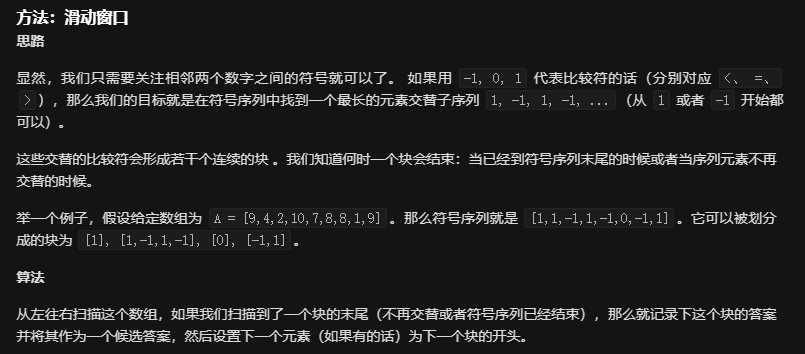 方法：滑动窗口
思路
显然，我们只需要关注相邻两个数字之间的符号就可以了。 如果用 -1, 0, 1 代表比较符的话（分别对应 <、 =、
>），那么我们的目标就是在符号序列中找到一个最长的元素交替子序列 1, -1, 1, -1, ... （从 1 或者 -1 开始都
可以）。
这些交替的比较符会形成若干个连续的块 。我们知道何时一个块会结束：当已经到符号序列末尾的时候或者当序列元素不再
交替的时候。
举一个例子，假设给定数组为 A = [9,4,2,10,7,8,8,1,9] 。那么符号序列就是 [1,1,-1,1,-1,0,-1,1] 。它可以被划分
成的块为 [1], [1,-1,1,-1], [0], [-1,1] 。
算法
从左往右扫描这个数组，如果我们扫描到了一个块的末尾（不再交替或者符号序列已经结束），那么就记录下这个块的答案
并将其作为一个候选答案，然后设置下一个元素（如果有的话）为下一个块的开头。